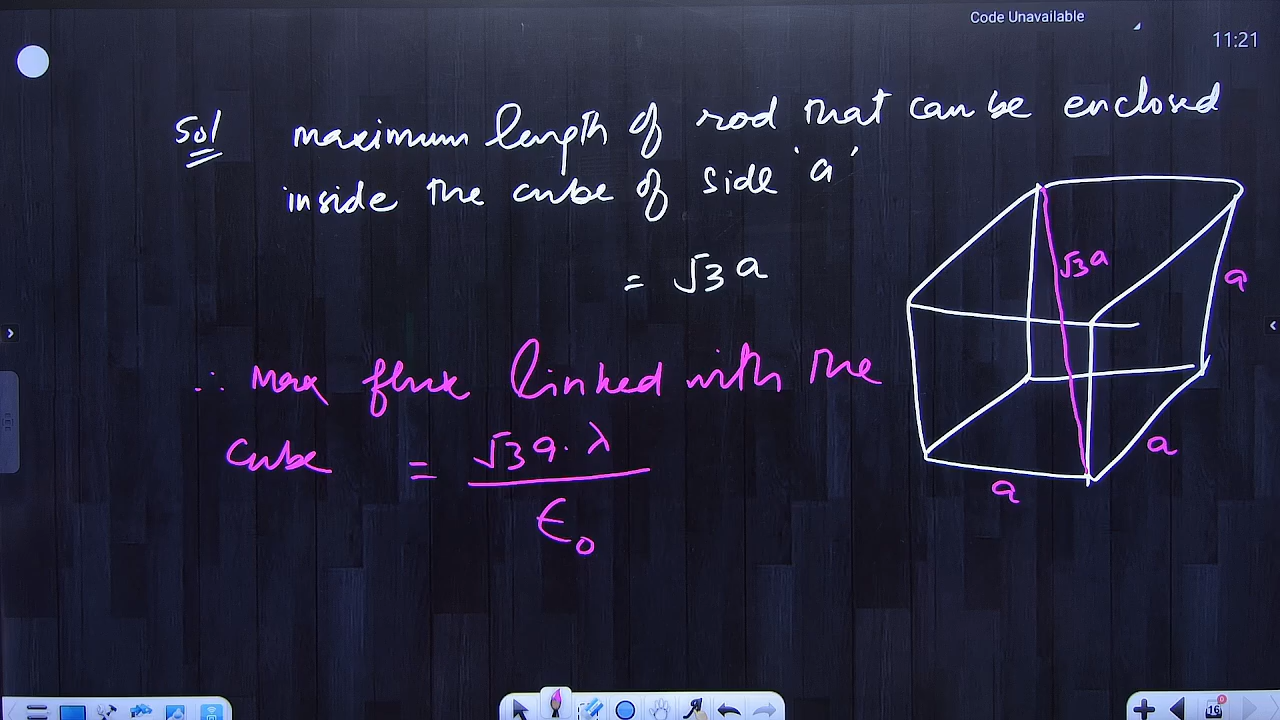 Code Unavailable
11:21
Sol maximum length of rod that can be enclosed
inside the cube of side 'a'
= √3 a
√3a
a
∴ Max flux linked with the
cube = √3 a . λ / ϵ₀
a
a
16